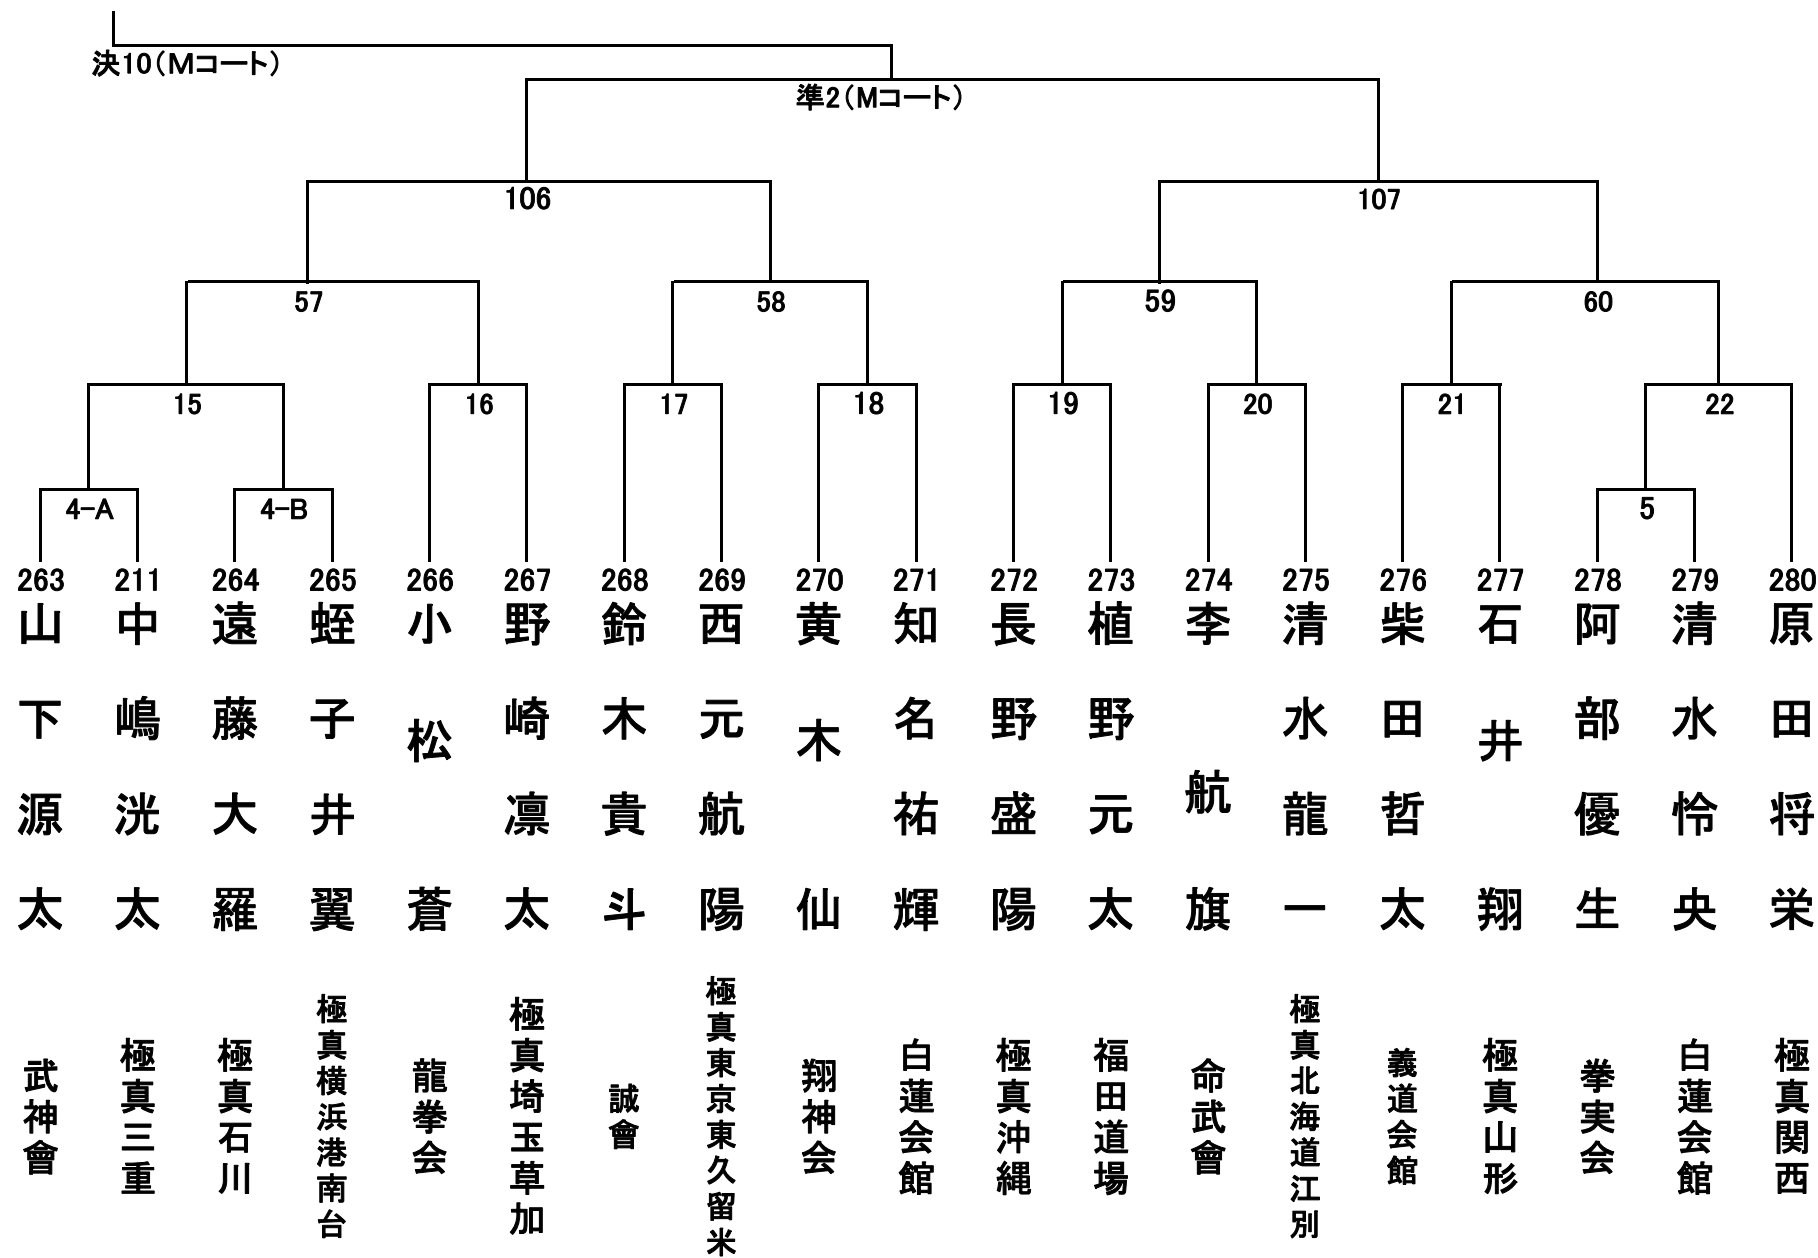 決10（Mコート）
準2（Mコート）
106
107
57
58
59
60
15
16
17
18
19
20
21
22
4-A
4-B
5
263
211
264
265
266
267
268
269
270
271
272
273
274
275
276
277
278
279
280
山下源太
中嶋洸太
遠藤大羅
蛭子井翼
小松蒼
野崎凛太
鈴木貴斗
西元航陽
黄木仙
知名祐輝
長野盛陽
植野元太
李航旗
清水龍一
柴田哲太
石井翔
阿部優生
清水怜央
原田将栄
武神會
極真三重
極真石川
極真横浜港南台
龍拳会
極真埼玉草加
誠會
極真東京東久留米
翔神会
白蓮会館
極真沖縄
福田道場
命武會
極真北海道江別
義道会館
極真山形
拳実会
白蓮会館
極真関西